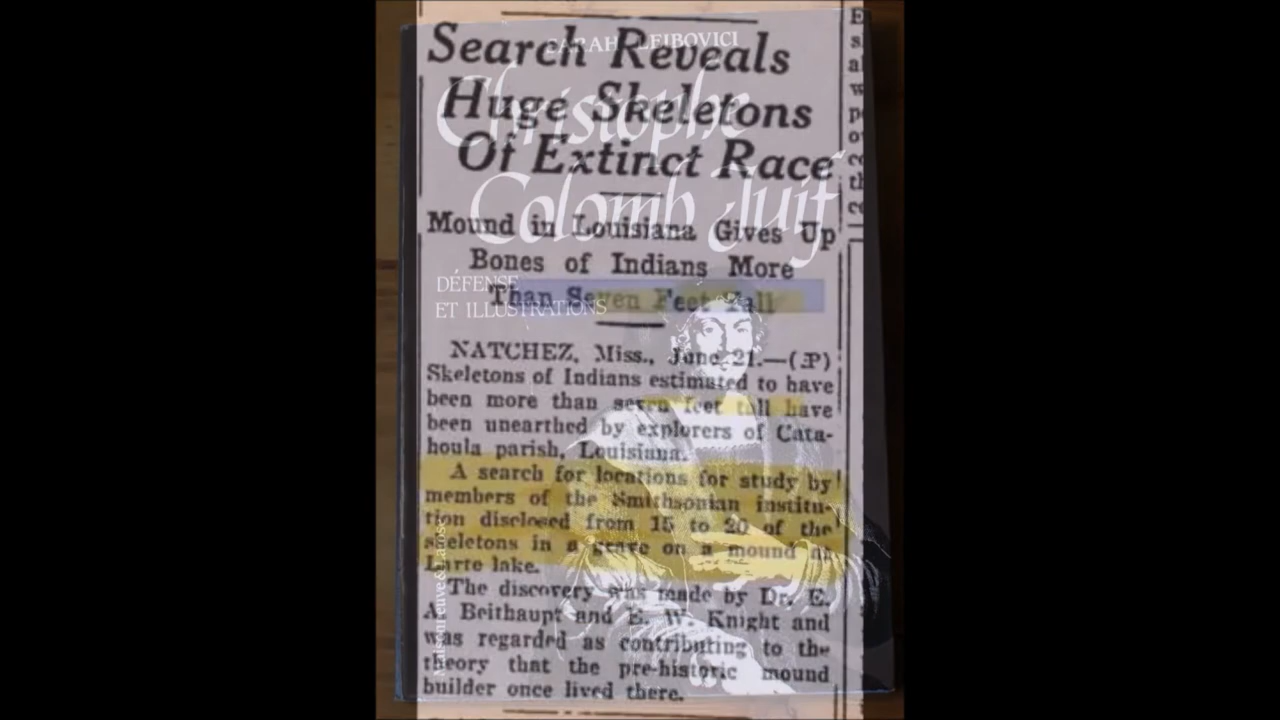 Search Reveals
Huge Skeletons
Of Extinct Race
Mound in Louisiana Gives Up
Bones of Indians More
Than Seven Feet Tall
NATCHEZ, Miss., June 21.—(AP)
Skeletons of Indians estimated to have
been more than seven feet tall have
been unearthed by explorers of Cata-
houla parish, Louisiana.
A search for locations for study by
members of the Smithsonian institu-
tion disclosed from 15 to 20 of the
skeletons in a grave on a mound at
Larto lake.
The discovery was made by Dr. E.
A. Beithaupt and E. W. Knight and
was regarded as contributing to the
theory that the pre-historic mound
builder once lived there.
SARAH LEIBOVICI
Christophe
Colomb Juif
DÉFENSE
ET ILLUSTRATIONS
Maisonneuve & Larose